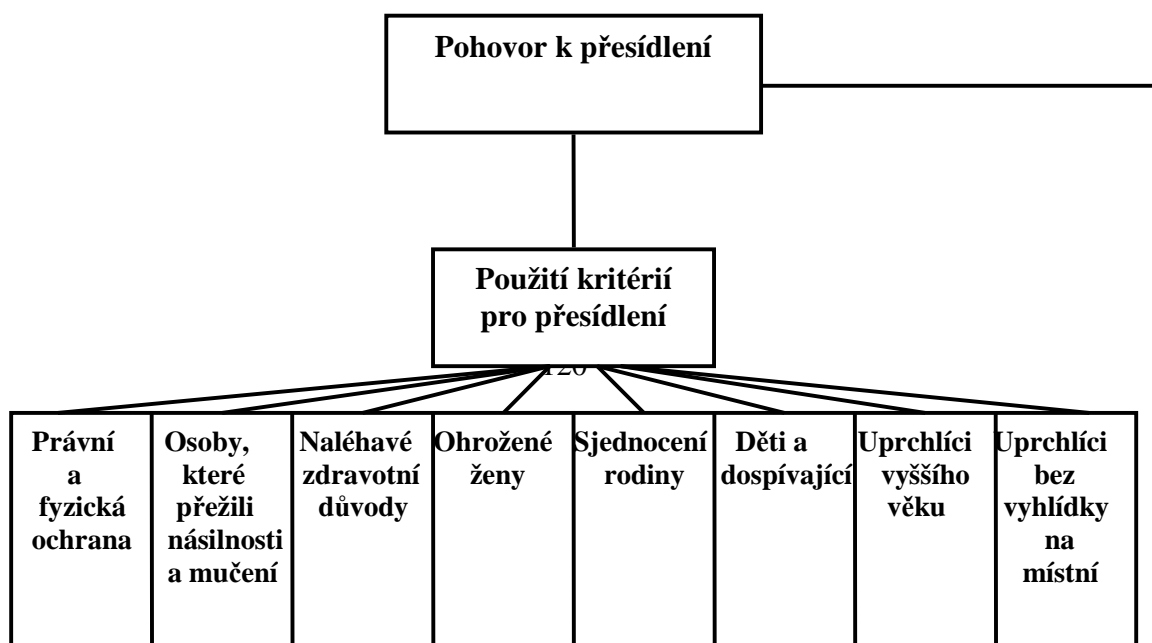 Pohovor k přesídlení
Použití kritérií
pro přesídlení
120
Právní
a
fyzická
ochrana
Osoby,
které
přežili
násilnosti
a mučení
Naléhavé
zdravotní
důvody
Ohrožené
ženy
Sjednocení
rodiny
Děti a
dospívající
Uprchlíci
vyššího
věku
Uprchlíci
bez
vyhlídky
na
místní